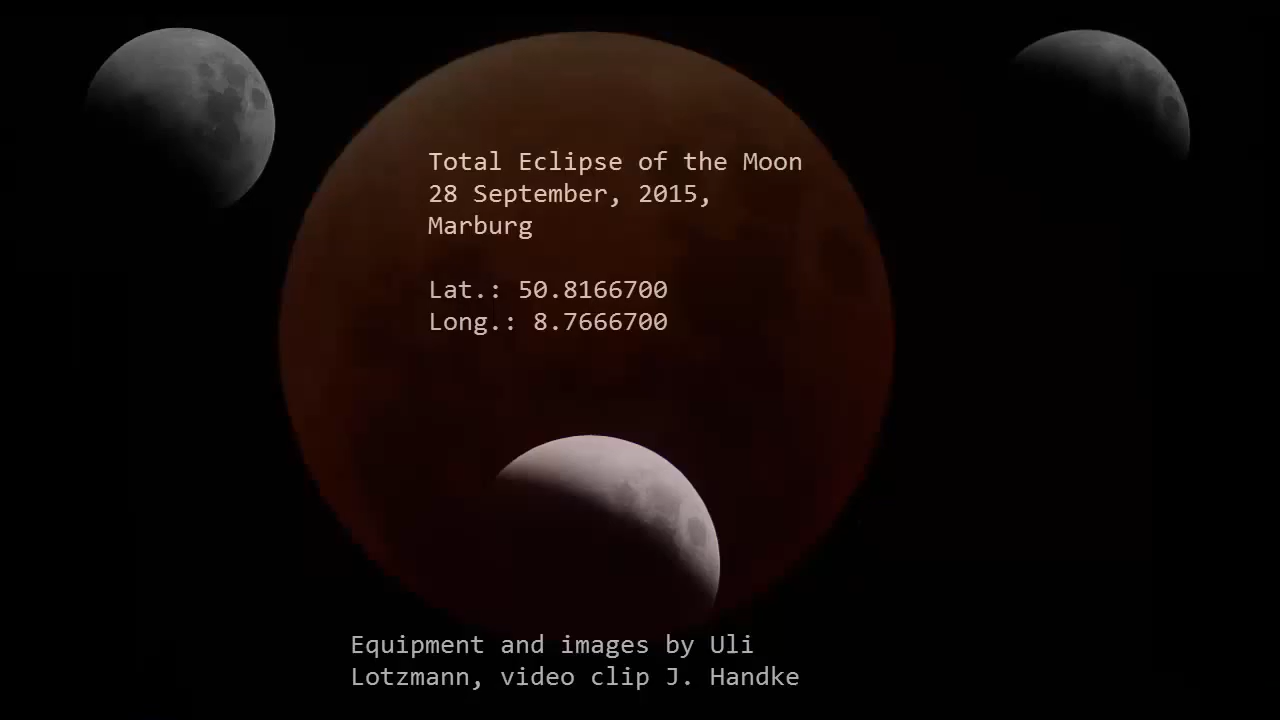 Total Eclipse of the Moon
28 September, 2015,
Marburg
Lat.: 50.8166700
Long.: 8.7666700
Equipment and images by Uli
Lotzmann, video clip J. Handke